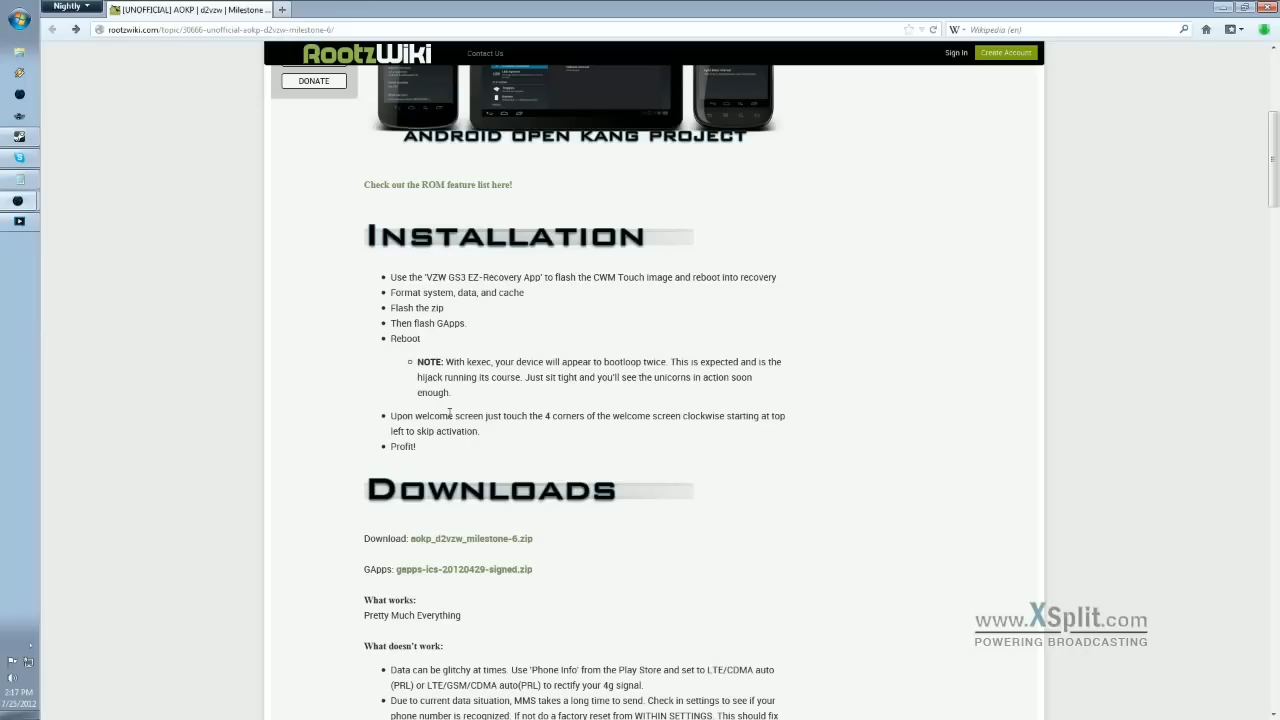 Nightly
[UNOFFICIAL] AOKP | d2vzw | Milestone ...
rootzwiki.com/topic/30666-unofficial-aokp-d2vzw-milestone-6/
Wikipedia (en)
RootzWiki
Contact Us
Sign In
Create Account
DONATE
ANDROID OPEN KANG PROJECT
Check out the ROM feature list here!
INSTALLATION
Use the 'VZW GS3 EZ-Recovery App' to flash the CWM Touch image and reboot into recovery
Format system, data, and cache
Flash the zip
Then flash GApps.
Reboot
NOTE: With kexec, your device will appear to bootloop twice. This is expected and is the
hijack running its course. Just sit tight and you'll see the unicorns in action soon
enough.
Upon welcome screen just touch the 4 corners of the welcome screen clockwise starting at top
left to skip activation.
Profit!
DOWNLOADS
Download: aokp_d2vzw_milestone-6.zip
GApps: gapps-ics-20120429-signed.zip
What works:
Pretty Much Everything
What doesn't work:
Data can be glitchy at times. Use 'Phone Info' from the Play Store and set to LTE/CDMA auto
(PRL) or LTE/GSM/CDMA auto(PRL) to rectify your 4g signal.
Due to current data situation, MMS takes a long time to send. Check in settings to see if your
phone number is recognized. If not do a factory reset from WITHIN SETTINGS. This should fix
www.XSplit.com
POWERING BROADCASTING
2:17 PM
7/25/2012